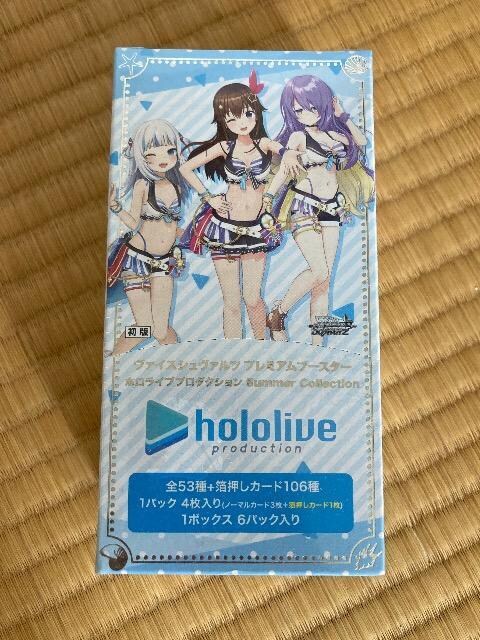 初版
ヴァイスシュヴァルツ プレミアムブースター
ホロライブプロダクション Summer Collection
hololive
production
全53種+箔押しカード106種
1パック 4枚入り(ノーマルカード3枚+箔押しカード1枚)
1ボックス 6パック入り